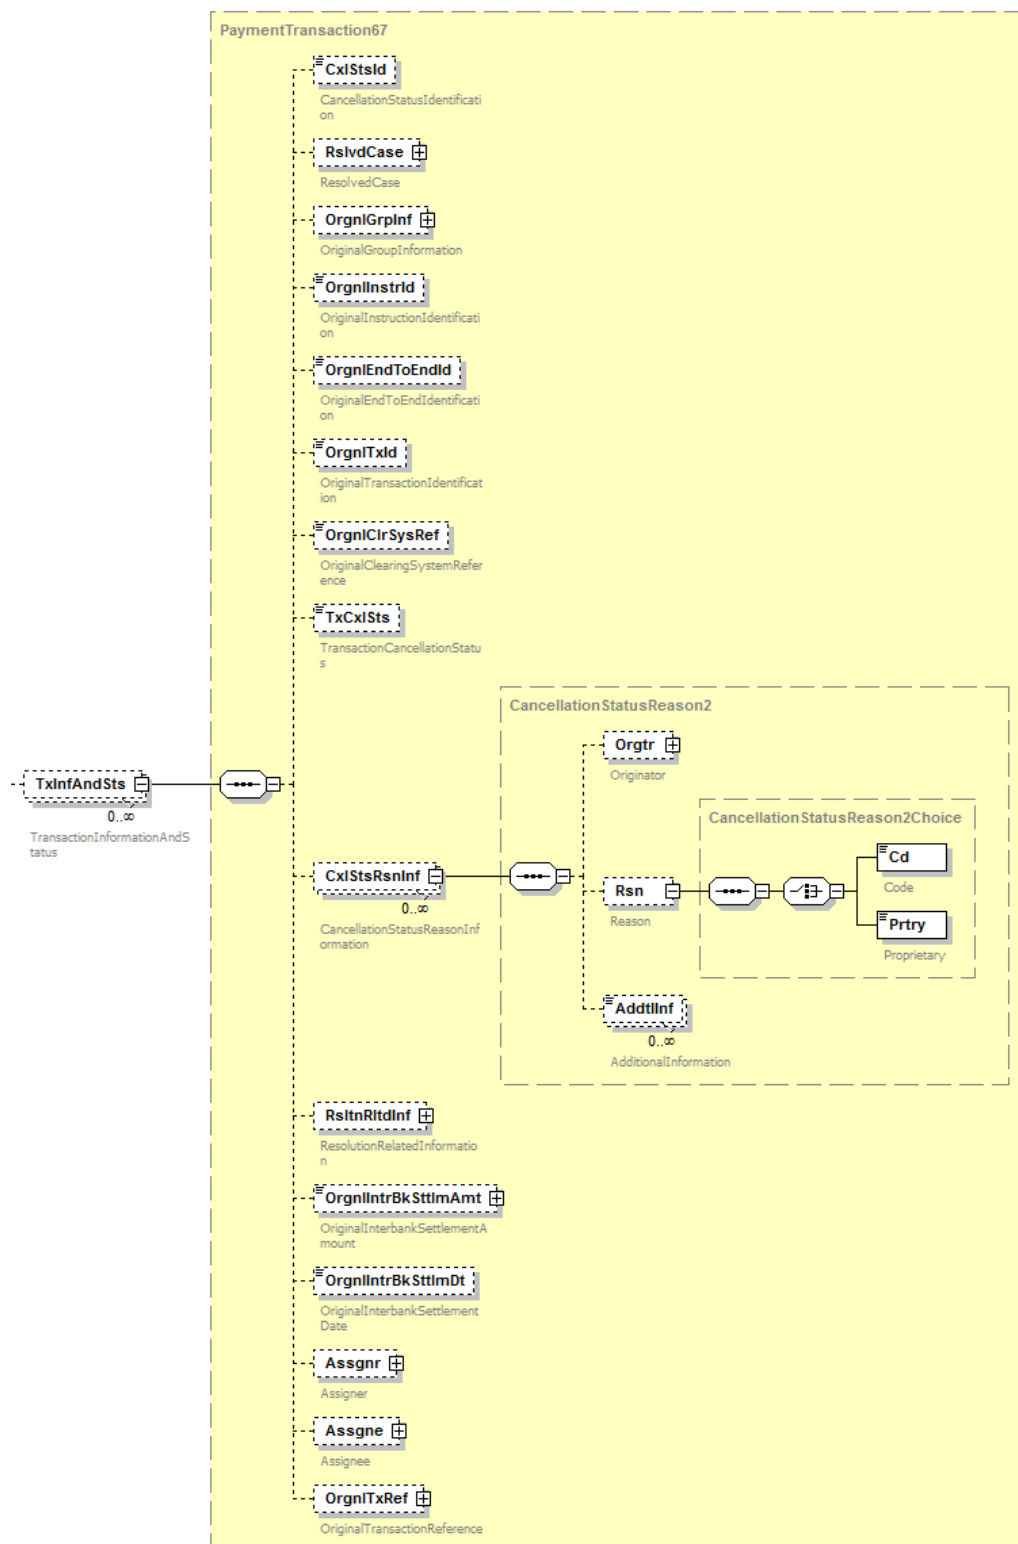 PaymentTransaction67
CxlStsId
CancellationStatusIdentificati
on
RslvdCase
ResolvedCase
OrgnlGrpInf
OriginalGroupInformation
OrgnlInstrId
OriginalInstructionIdentificati
on
OrgnlEndToEndId
OriginalEndToEndIdentificati
on
OrgnlTxId
OriginalTransactionIdentificat
ion
OrgnlClrSysRef
OriginalClearingSystemRefer
ence
TxCxlSts
TransactionCancellationStatu
s
TxInfAndSts
0..∞
TransactionInformationAndS
tatus
CxlStsRsnInf
0..∞
CancellationStatusReasonInf
ormation
CancellationStatusReason2
Orgtr
Originator
Rsn
Reason
CancellationStatusReason2Choice
Cd
Code
Prtry
Proprietary
AddtlInf
0..∞
AdditionalInformation
RsltnRltdInf
ResolutionRelatedInformatio
n
OrgnlIntrBkSttlmAmt
OriginalInterbankSettlementA
mount
OrgnlIntrBkSttlmDt
OriginalInterbankSettlement
Date
Assgnr
Assigner
Assgne
Assignee
OrgnlTxRef
OriginalTransactionReference